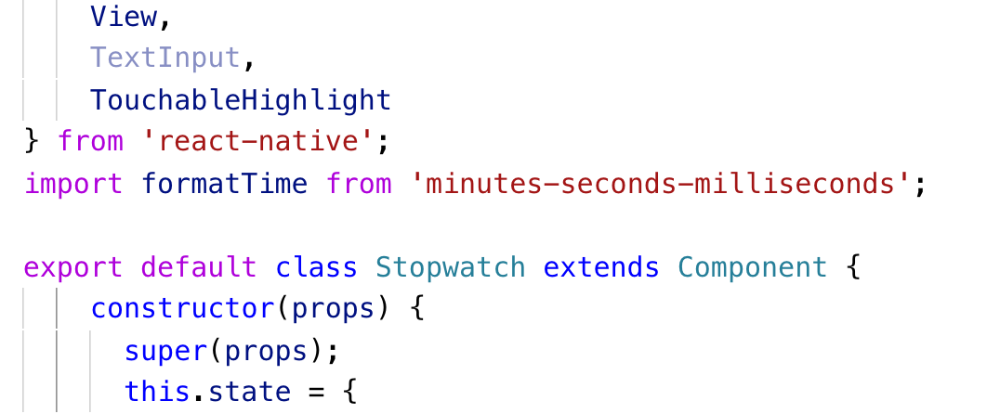 View,
TextInput,
TouchableHighlight
} from 'react-native';
import formatTime from 'minutes-seconds-milliseconds';
export default class Stopwatch extends Component {
constructor(props) {
super(props);
this.state = {